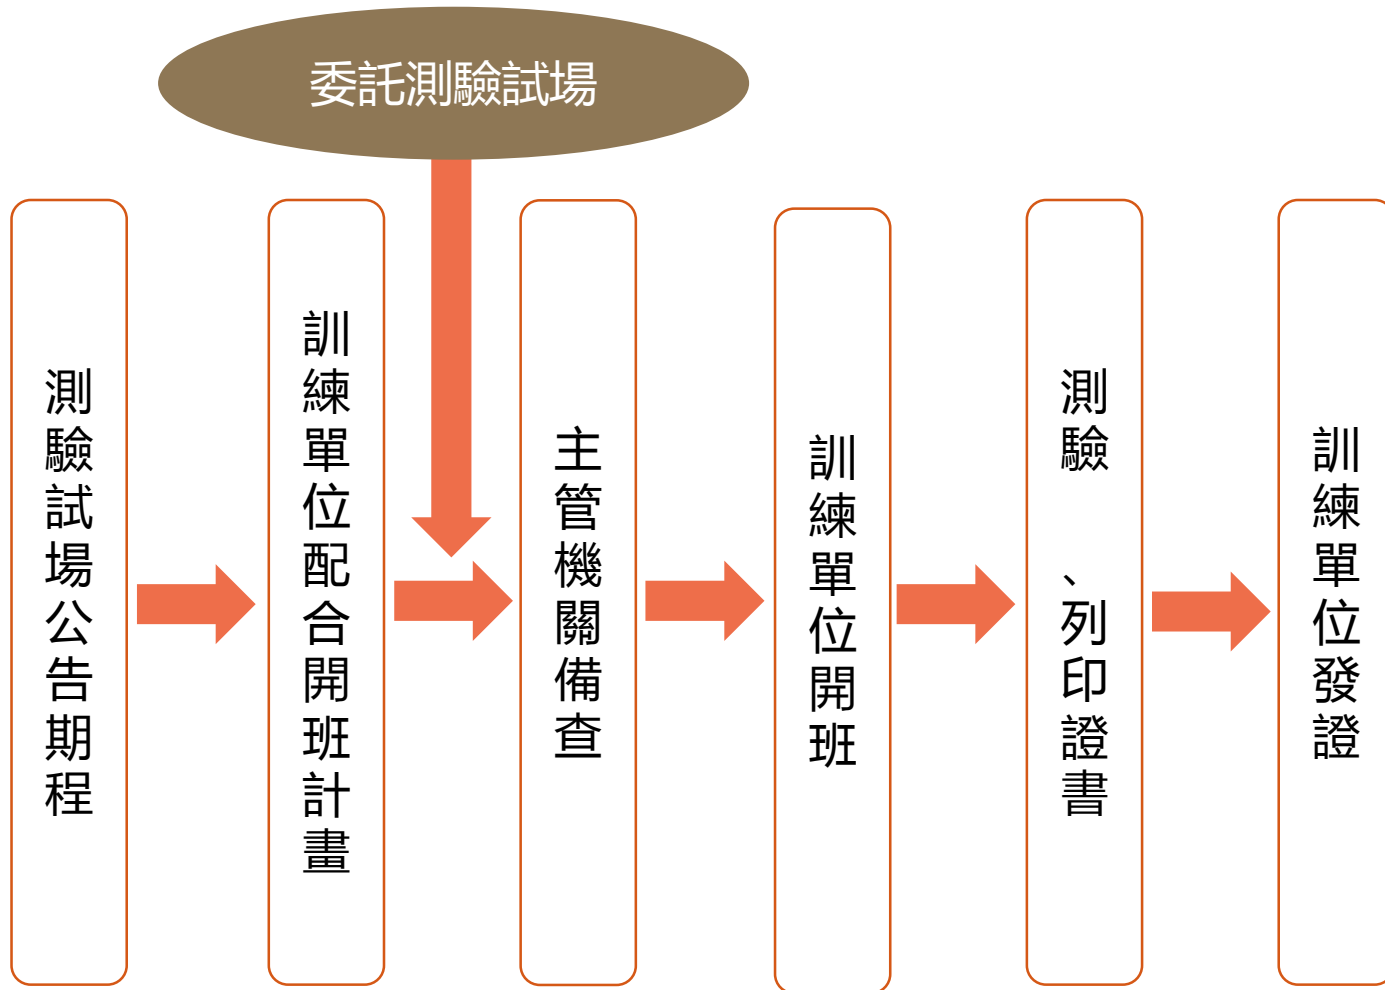 委託測驗試場
測驗試場公告期程
訓練單位配合開班計畫
主管機關備查
訓練單位開班
測驗、列印證書
訓練單位發證